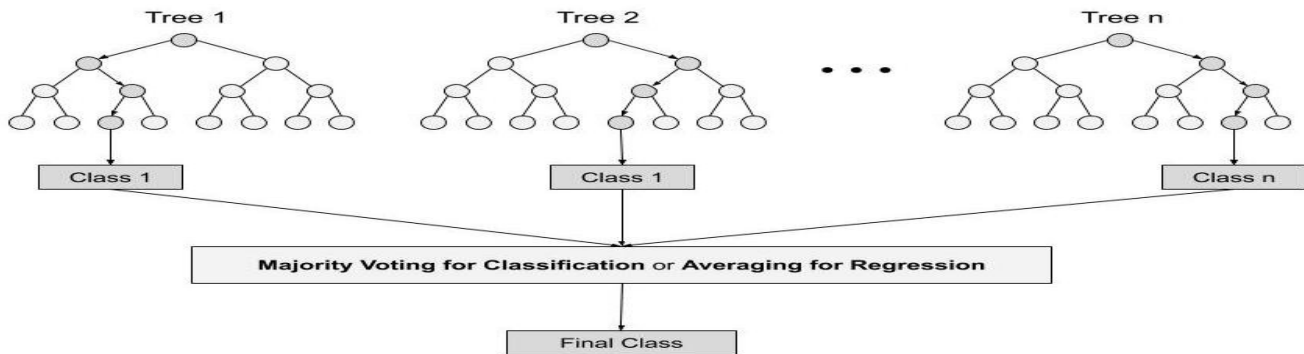 Tree 1
Tree 2
Tree n
Class 1
Class 1
Class n
Majority Voting for Classification or Averaging for Regression
Final Class